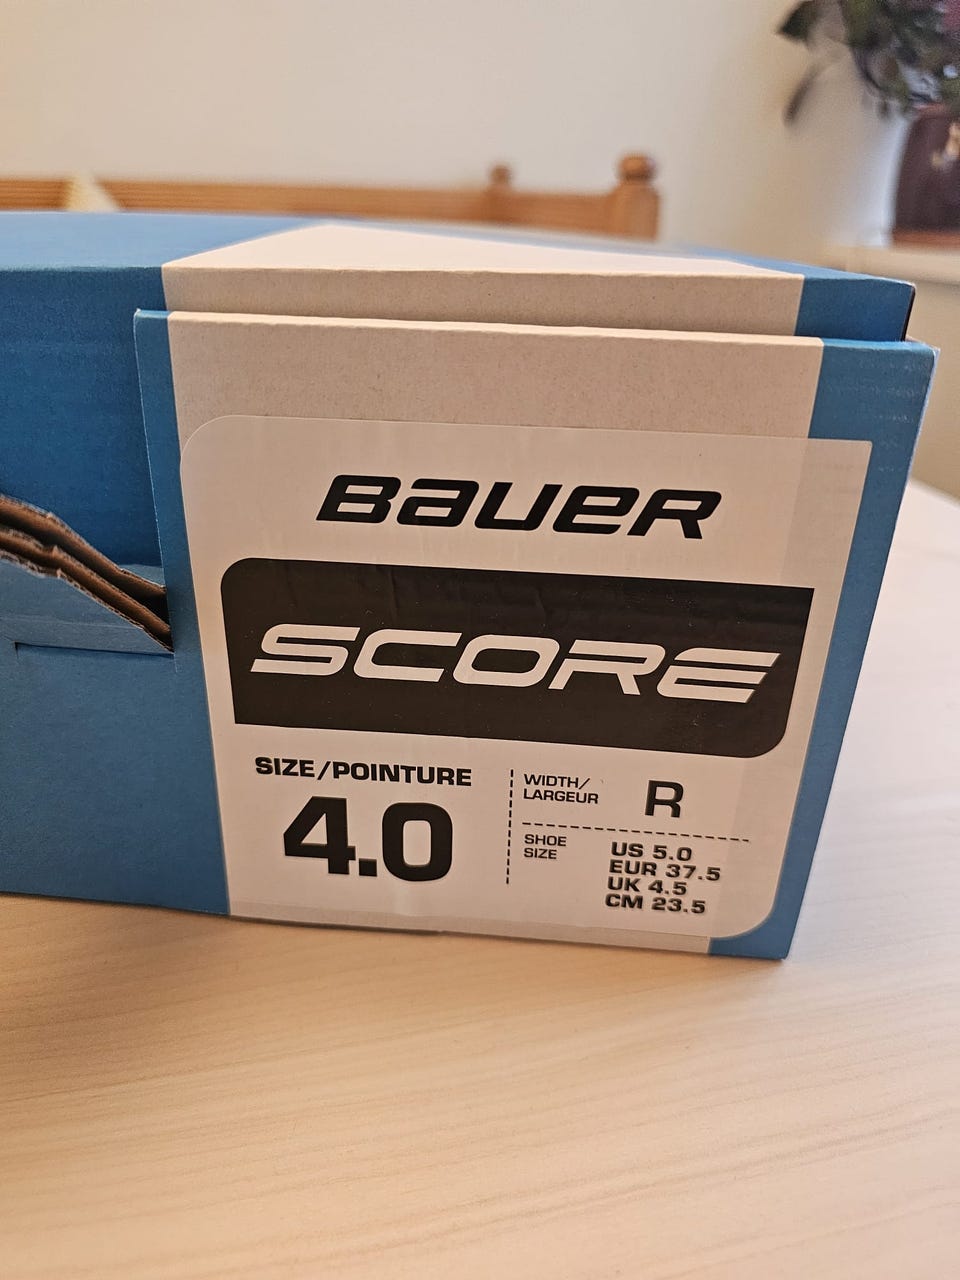 BAUER
SCORE
SIZE/POINTURE
4.0
WIDTH/
LARGEUR
R
SHOE
SIZE
US 5.0
EUR 37.5
UK 4.5
CM 23.5